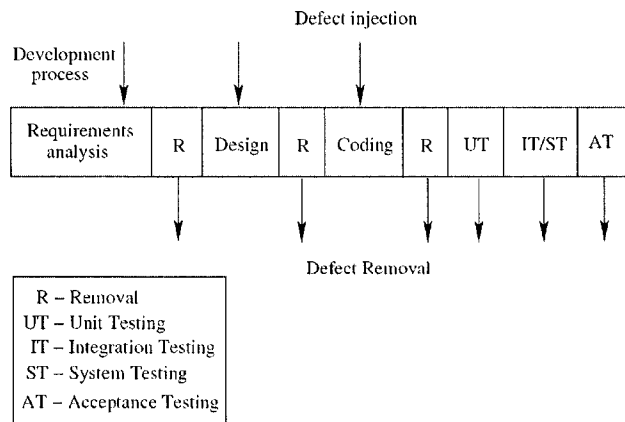 Defect injection
Development
process
Requirements
analysis
R
Design
R
Coding
R
UT
IT/ST
AT
Defect Removal
R – Removal
UT – Unit Testing
IT – Integration Testing
ST – System Testing
AT – Acceptance Testing